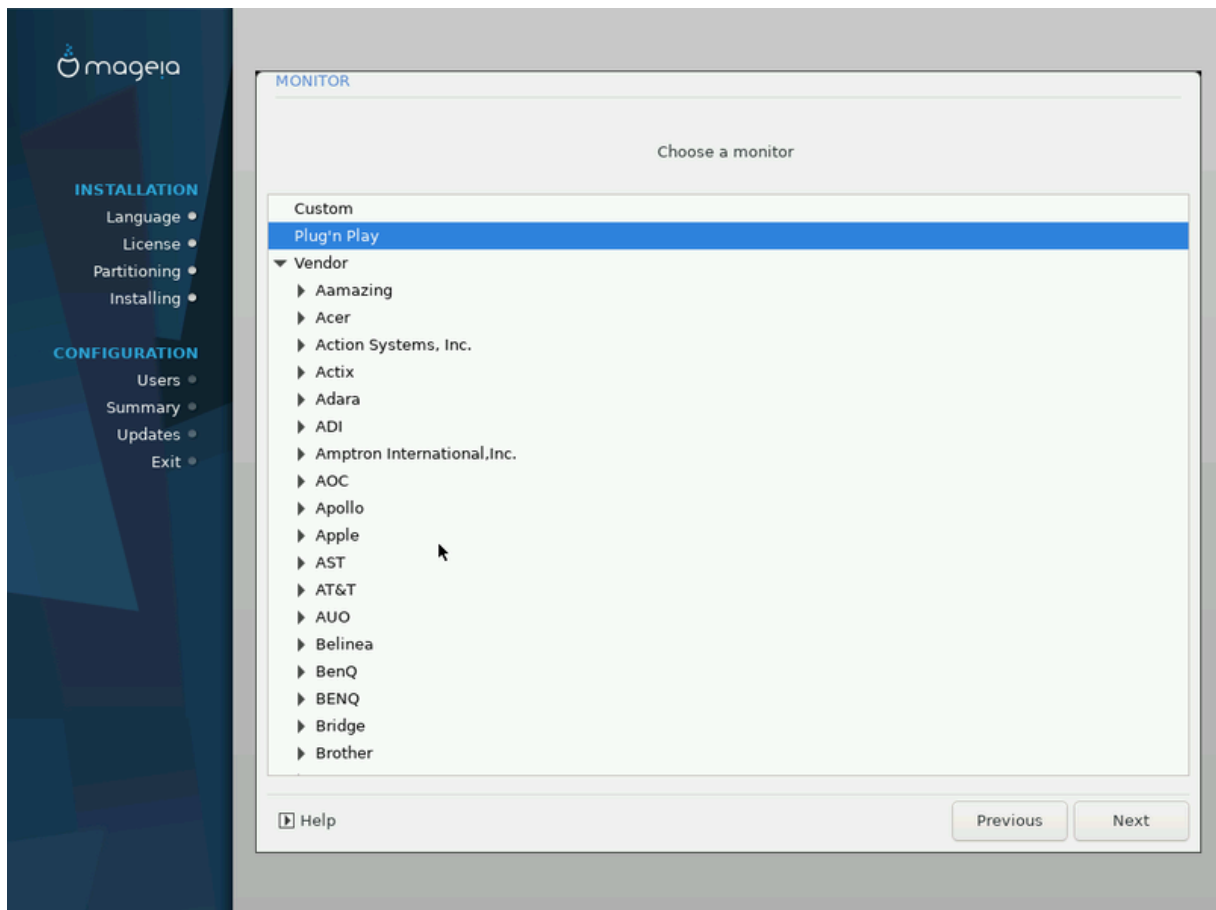 mageia
INSTALLATION
Language
License
Partitioning
Installing
CONFIGURATION
Users
Summary
Updates
Exit
MONITOR
Choose a monitor
Custom
Plug'n Play
Vendor
Aamazing
Acer
Action Systems, Inc.
Actix
Adara
ADI
Amptron International,Inc.
AOC
Apollo
Apple
AST
AT&T
AUO
Belinea
BenQ
BENQ
Bridge
Brother
Help
Previous
Next